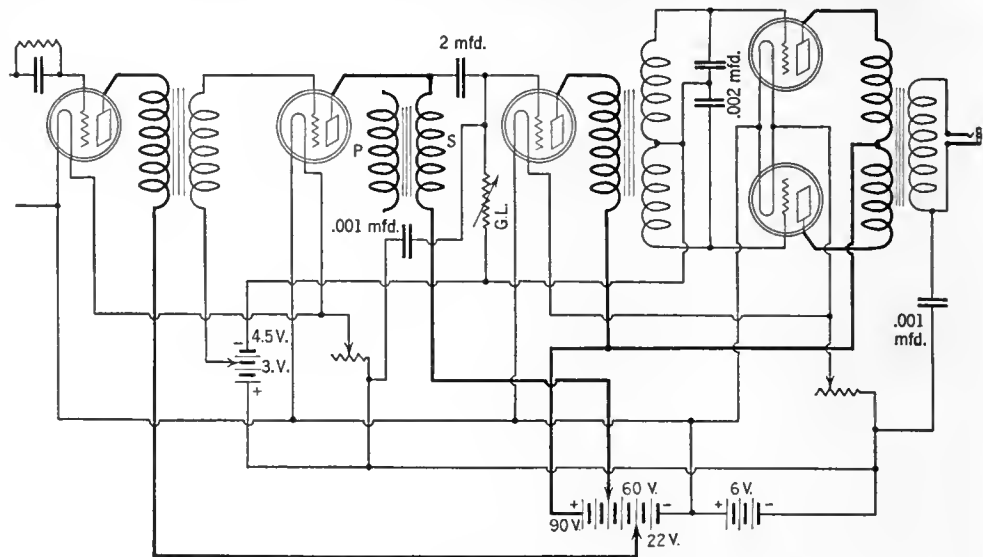 2 mfd.
.002 mfd.
P
S
.001 mfd.
G.L.
.001
mfd.
- 4.5 V.
3. V.
+
60 V.
+ -
90 V.
22 V.
6 V.
+ -